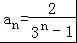 aₙ = 2 / (3ⁿ − 1)